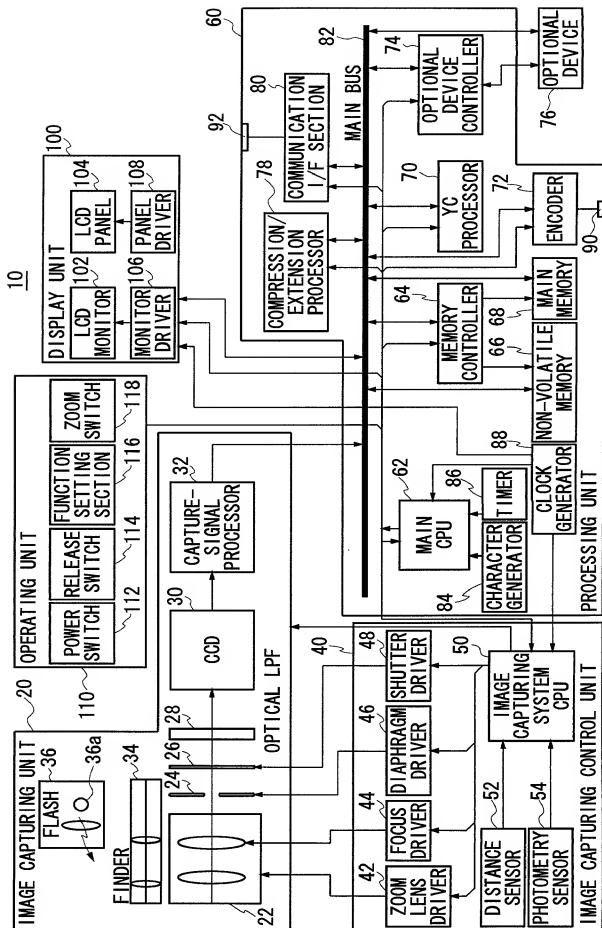 10
IMAGE CAPTURING UNIT
20
FLASH
36
36a
FINDER
34
22
24
26
28
OPTICAL LPF
CCD
30
CAPTURE-
SIGNAL
PROCESSOR
32
OPERATING UNIT
110
POWER
SWITCH
112
RELEASE
SWITCH
114
FUNCTION
SETTING
SECTION
116
ZOOM
SWITCH
118
DISPLAY UNIT
100
LCD
MONITOR
102
LCD
PANEL
104
MONITOR
DRIVER
106
PANEL
DRIVER
108
IMAGE CAPTURING CONTROL UNIT
40
ZOOM
LENS
DRIVER
42
FOCUS
DRIVER
44
DIAPHRAGM
DRIVER
46
SHUTTER
DRIVER
48
IMAGE
CAPTURING
SYSTEM
CPU
50
DISTANCE
SENSOR
52
PHOTOMETRY
SENSOR
54
PROCESSING UNIT
60
MAIN
CPU
62
CHARACTER
GENERATOR
84
TIMER
86
CLOCK
GENERATOR
88
MEMORY
CONTROLLER
64
NON-VOLATILE
MEMORY
66
MAIN
MEMORY
68
COMPRESSION/
EXTENSION
PROCESSOR
78
COMMUNICATION
I/F SECTION
80
92
MAIN BUS
82
YC
PROCESSOR
70
ENCODER
72
90
OPTIONAL
DEVICE
CONTROLLER
74
OPTIONAL
DEVICE
76